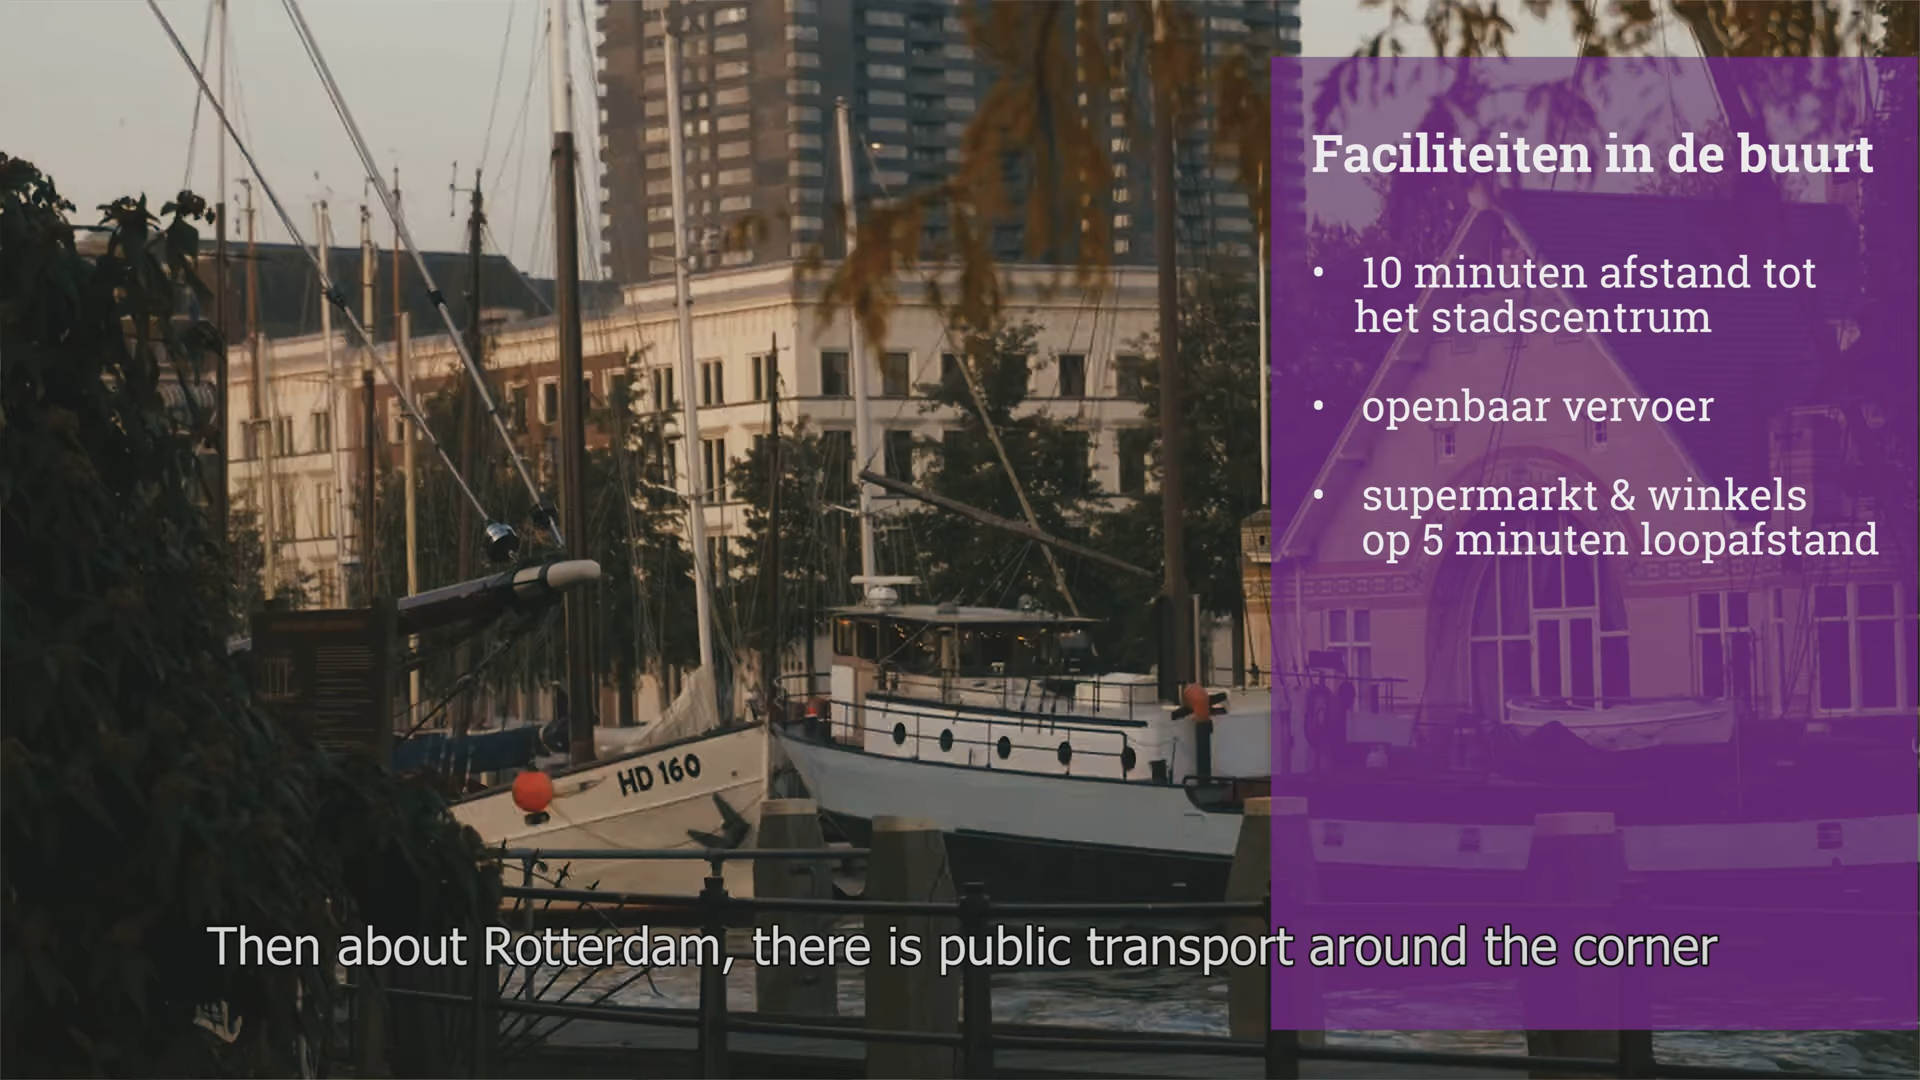 Faciliteiten in de buurt
• 10 minuten afstand tot
het stadscentrum
• openbaar vervoer
• supermarkt & winkels
op 5 minuten loopafstand
HD 160
Then about Rotterdam, there is public transport around the corner